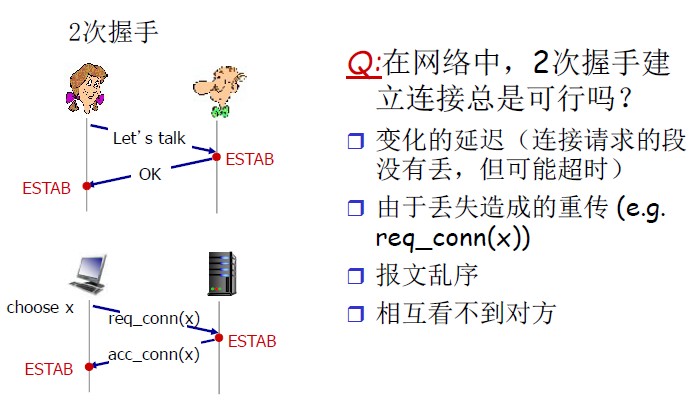 2次握手
Let's talk
ESTAB
OK
ESTAB
choose x
req_conn(x)
ESTAB
acc_conn(x)
ESTAB
Q:在网络中，2次握手建
立连接总是可行吗？
变化的延迟（连接请求的段
没有丢，但可能超时）
由于丢失造成的重传 (e.g.
req_conn(x))
报文乱序
相互看不到对方